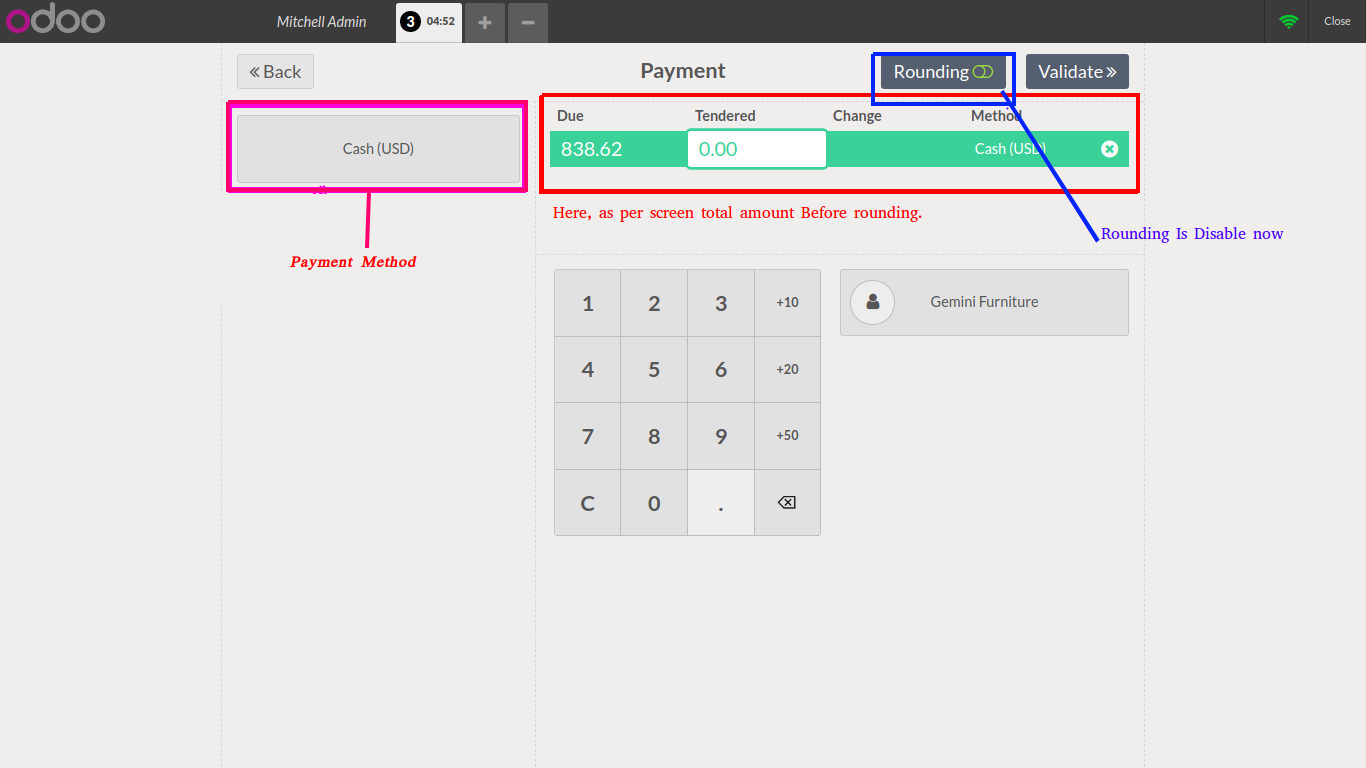 odoo
Mitchell Admin
3 04:52
+
−
Close
« Back
Payment
Rounding
Validate »
Cash (USD)
Due Tendered Change Method
838.62 0.00 Cash (USD)
Here, as per screen total amount Before rounding.
Rounding Is Disable now
Payment Method
1 2 3 +10
4 5 6 +20
7 8 9 +50
C 0 .
Gemini Furniture